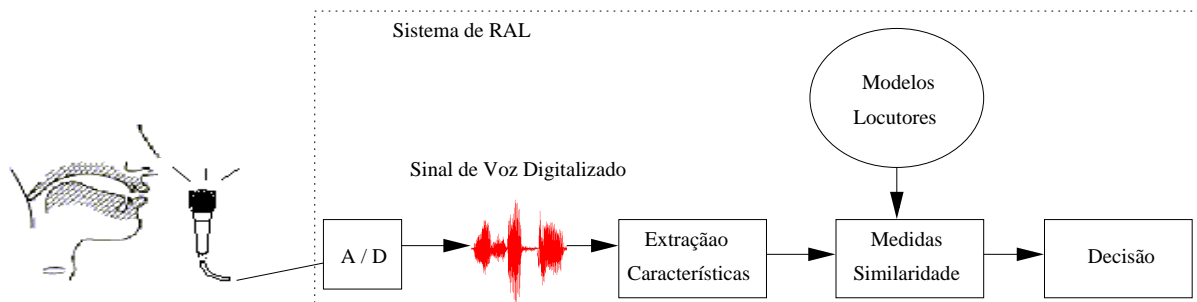 Sistema de RAL
Modelos
Locutores
Sinal de Voz Digitalizado
A / D
Extraçãao
Características
Medidas
Similaridade
Decisão